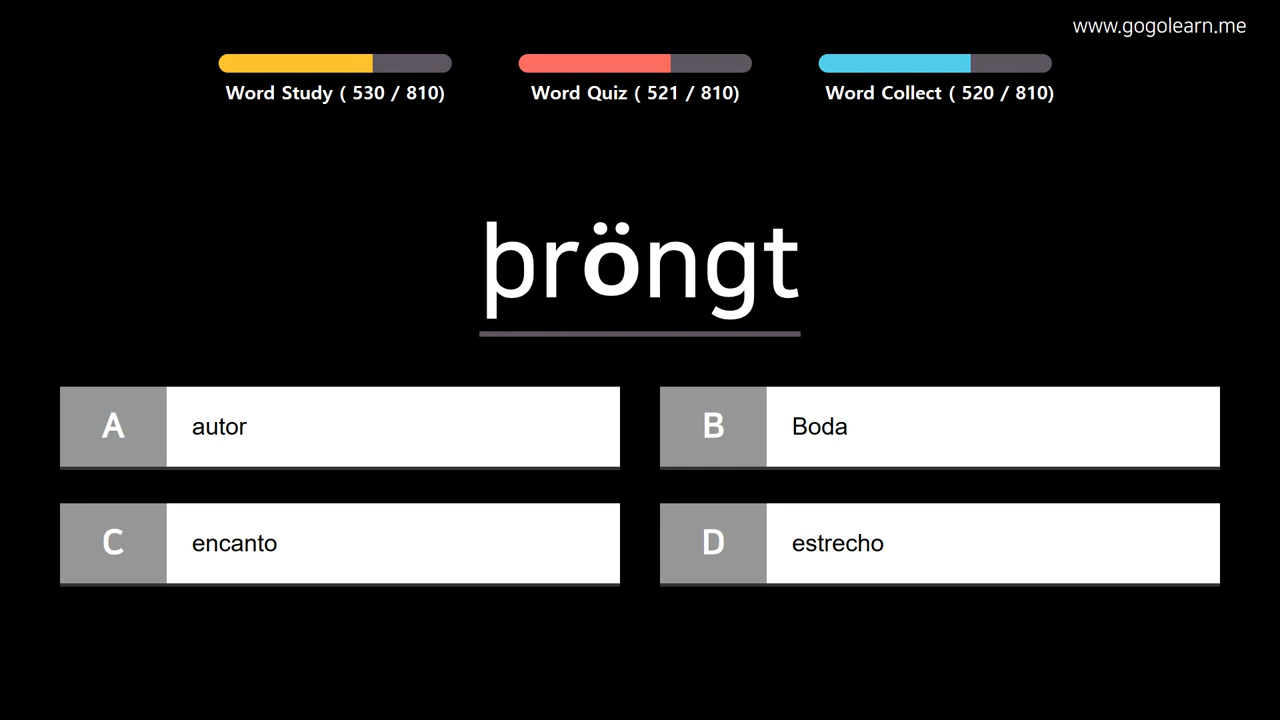 www.gogolearn.me
Word Study ( 530 / 810)
Word Quiz ( 521 / 810)
Word Collect ( 520 / 810)
þröngt
A autor
B Boda
C encanto
D estrecho